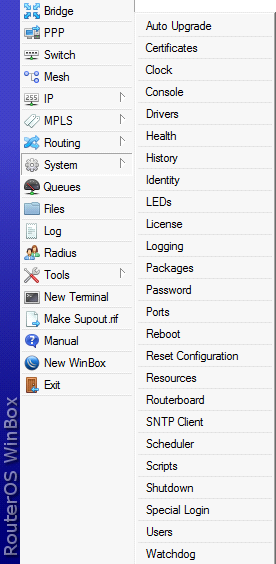 Bridge
PPP
Switch
Mesh
IP
MPLS
Routing
System
Queues
Files
Log
Radius
Tools
New Terminal
Make Supout.rif
Manual
New WinBox
Exit
Auto Upgrade
Certificates
Clock
Console
Drivers
Health
History
Identity
LEDs
License
Logging
Packages
Password
Ports
Reboot
Reset Configuration
Resources
Routerboard
SNTP Client
Scheduler
Scripts
Shutdown
Special Login
Users
Watchdog
RouterOS WinBox